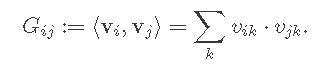 $G_{ij} := \langle \mathbf{v}_i, \mathbf{v}_j \rangle = \sum_k v_{ik} \cdot v_{jk}.$